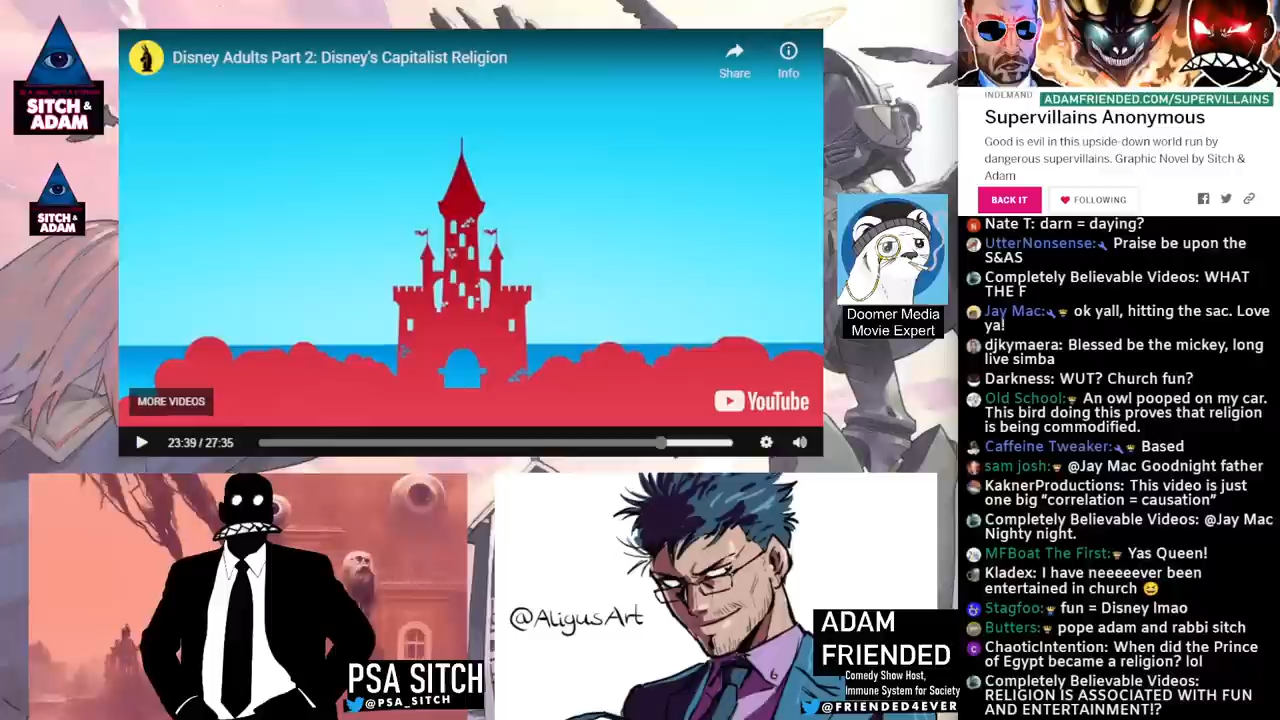 Disney Adults Part 2: Disney's Capitalist Religion
Share
Info
SITCH &
ADAM
SITCH &
ADAM
MORE VIDEOS
YouTube
23:39 / 27:35
Doomer Media
Movie Expert
INDEMAND
ADAMFRIENDED.COM/SUPERVILLAINS
Supervillains Anonymous
Good is evil in this upside-down world run by
dangerous supervillains. Graphic Novel by Sitch &
Adam
BACK IT
FOLLOWING
Nate T: darn = daying?
UtterNonsense: Praise be upon the
S&AS
Completely Believable Videos: WHAT
THE F
Jay Mac: ok yall, hitting the sac. Love
ya!
djkymaera: Blessed be the mickey, long
live simba
Darkness: WUT? Church fun?
Old School: An owl pooped on my car.
This bird doing this proves that religion
is being commodified.
Caffeine Tweaker: Based
sam josh: @Jay Mac Goodnight father
KaknerProductions: This video is just
one big “correlation = causation”
Completely Believable Videos: @Jay Mac
Nighty night.
MFBoat The First: Yas Queen!
Kladex: I have neeeeever been
entertained in church 😆
Stagfoo: fun = Disney lmao
Butters: pope adam and rabbi sitch
ChaoticIntention: When did the Prince
of Egypt became a religion? lol
Completely Believable Videos:
RELIGION IS ASSOCIATED WITH FUN
AND ENTERTAINMENT!?
PSA SITCH
@PSA_SITCH
@AligusArt
ADAM
FRIENDED
Comedy Show Host,
Immune System for Society
@FRIENDED4EVER